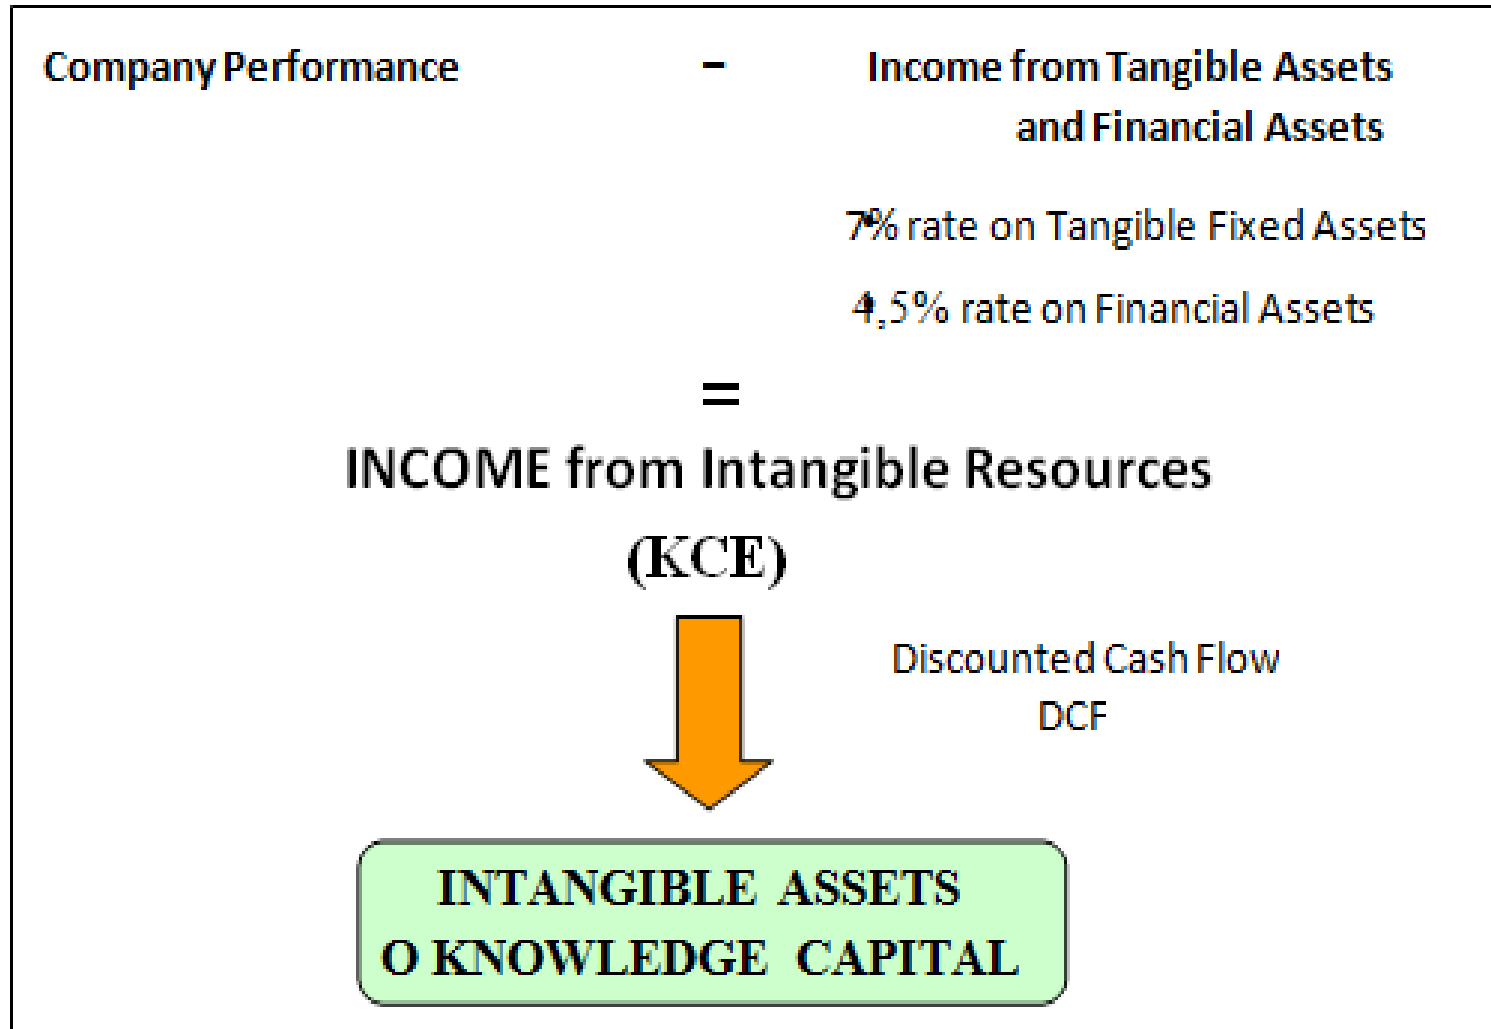 Company Performance - Income from Tangible Assets
and Financial Assets
7% rate on Tangible Fixed Assets
4,5% rate on Financial Assets
=
INCOME from Intangible Resources
(KCE)
Discounted Cash Flow
DCF
INTANGIBLE ASSETS
O KNOWLEDGE CAPITAL